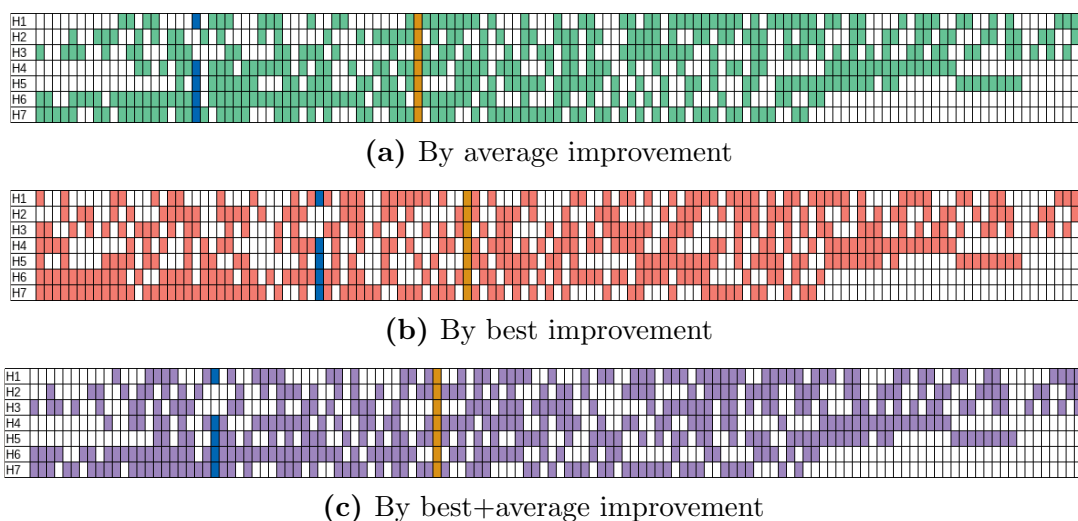 H1
H2
H3
H4
H5
H6
H7
(a) By average improvement
H1
H2
H3
H4
H5
H6
H7
(b) By best improvement
H1
H2
H3
H4
H5
H6
H7
(c) By best+average improvement